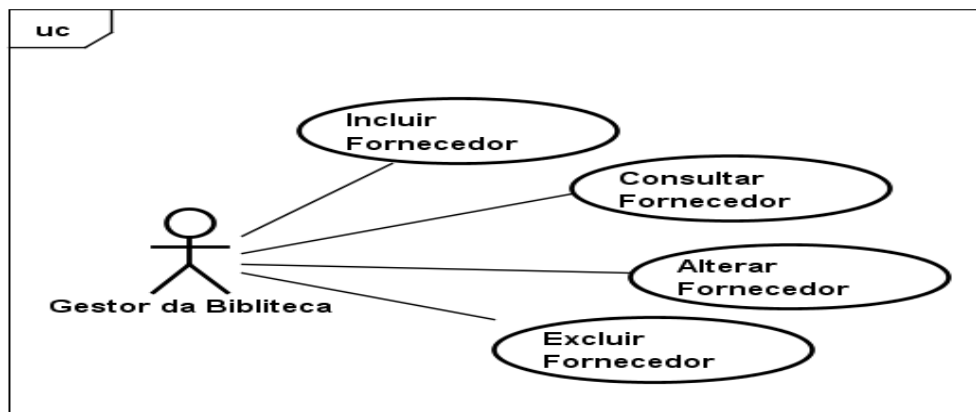 uc
Incluir
Fornecedor
Consultar
Fornecedor
Alterar
Fornecedor
Gestor da Bibliteca
Excluir
Fornecedor